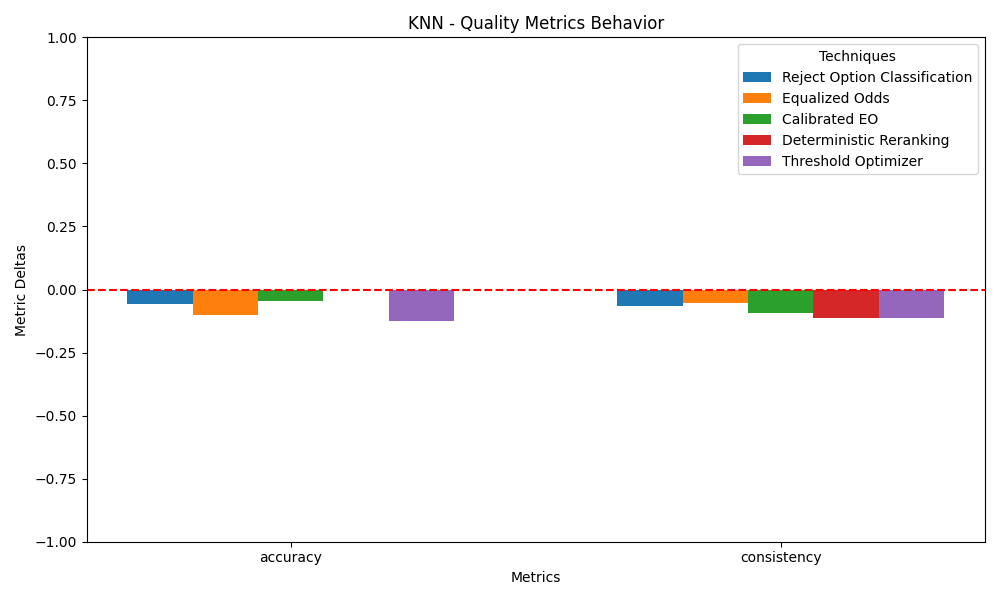 KNN - Quality Metrics Behavior
Techniques
Reject Option Classification
Equalized Odds
Calibrated EO
Deterministic Reranking
Threshold Optimizer
Metric Deltas
1.00
0.75
0.50
0.25
0.00
−0.25
−0.50
−0.75
−1.00
accuracy
consistency
Metrics